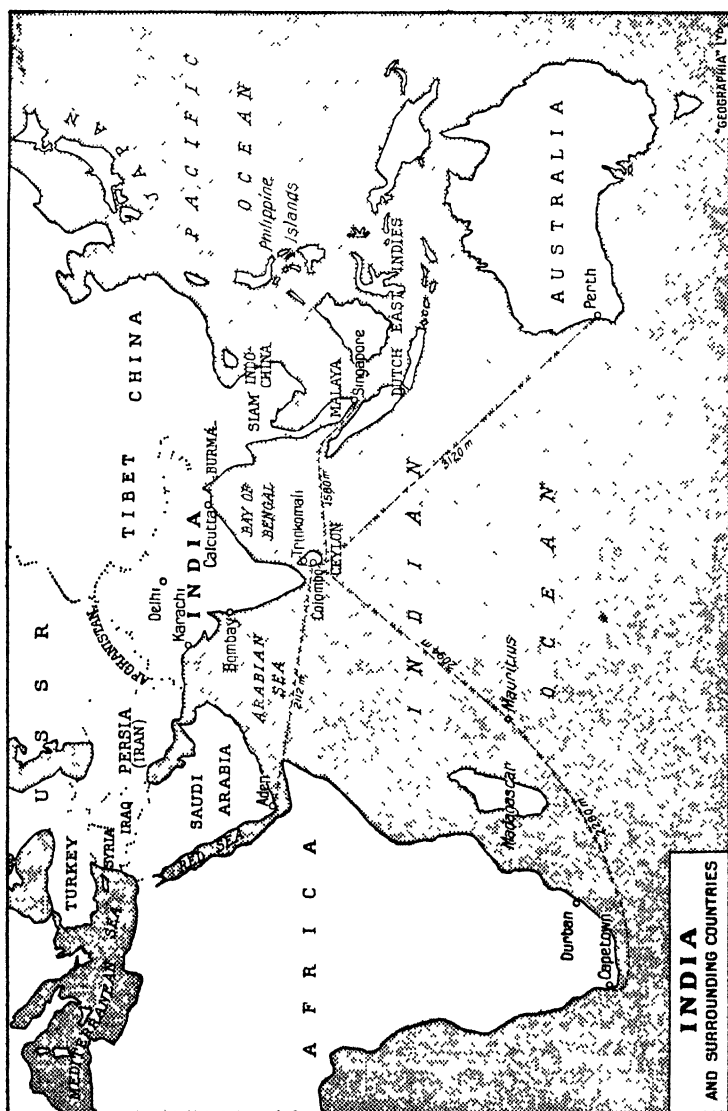 JAPAN
PACIFIC
OCEAN
Philippine
Islands
CHINA
TIBET
U S S R
TURKEY
SYRIA
IRAQ
PERSIA
(IRAN)
AFGHANISTAN
MEDITERRANEAN SEA
RED SEA
SAUDI
ARABIA
Aden
Delhi
Karachi
INDIA
Calcutta
BURMA
Bombay
ARABIAN
SEA
2112 m
BAY OF
BENGAL
SIAM
INDO-
CHINA
MALAYA
Singapore
DUTCH EAST INDIES
Trinkomali
Colombo
CEYLON
1580 m
3120 m
2094 m
INDIAN
OCEAN
Mauritius
Madagascar
2280 m
AFRICA
Durban
Capetown
AUSTRALIA
Perth
"GEOGRAPHIA" LTD
INDIA
AND SURROUNDING COUNTRIES